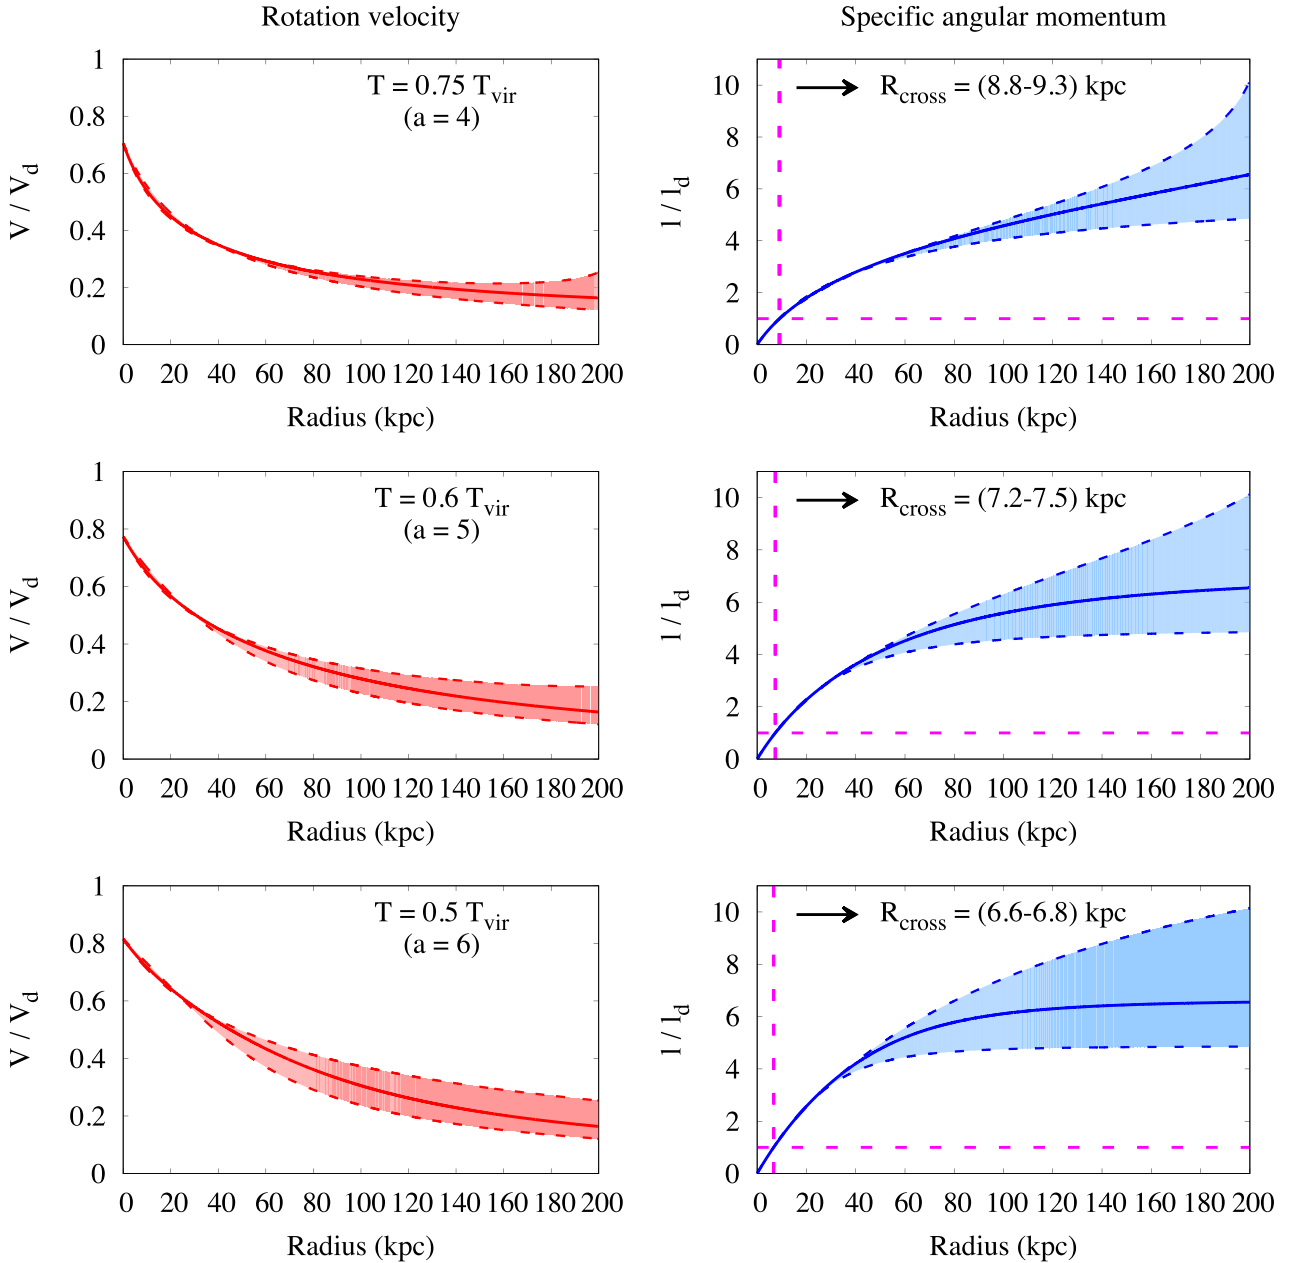 Rotation velocity
Specific angular momentum
T = 0.75 T_vir
(a = 4)
V / V_d
1
0.8
0.6
0.4
0.2
0
0 20 40 60 80 100 120 140 160 180 200
Radius (kpc)
R_cross = (8.8-9.3) kpc
l / l_d
10
8
6
4
2
0
0 20 40 60 80 100 120 140 160 180 200
Radius (kpc)
T = 0.6 T_vir
(a = 5)
V / V_d
1
0.8
0.6
0.4
0.2
0
0 20 40 60 80 100 120 140 160 180 200
Radius (kpc)
R_cross = (7.2-7.5) kpc
l / l_d
10
8
6
4
2
0
0 20 40 60 80 100 120 140 160 180 200
Radius (kpc)
T = 0.5 T_vir
(a = 6)
V / V_d
1
0.8
0.6
0.4
0.2
0
0 20 40 60 80 100 120 140 160 180 200
Radius (kpc)
R_cross = (6.6-6.8) kpc
l / l_d
10
8
6
4
2
0
0 20 40 60 80 100 120 140 160 180 200
Radius (kpc)